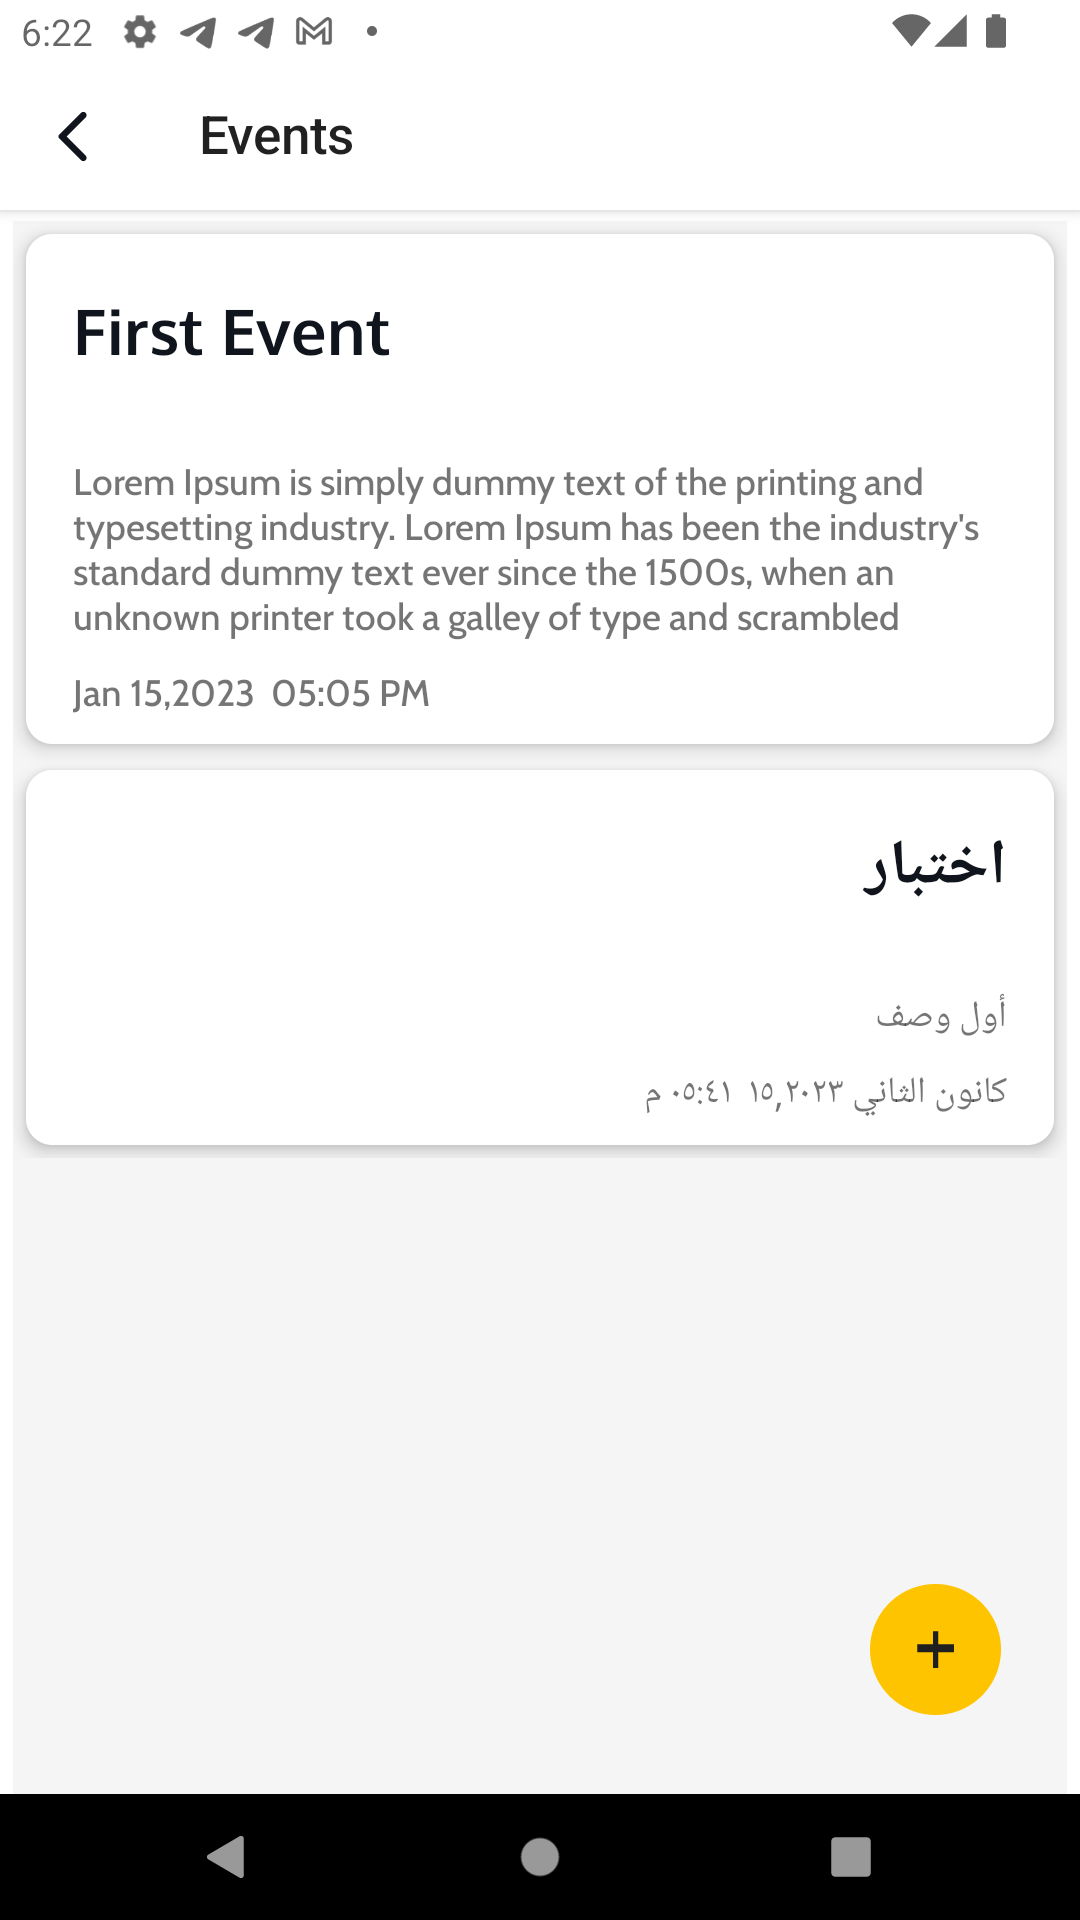 6:22
Events
First Event
Lorem Ipsum is simply dummy text of the printing and
typesetting industry. Lorem Ipsum has been the industry's
standard dummy text ever since the 1500s, when an
unknown printer took a galley of type and scrambled
Jan 15,2023  05:05 PM
اختبار
أول وصف
كانون الثاني ١٥,٢٠٢٣  ٠٥:٤١ م